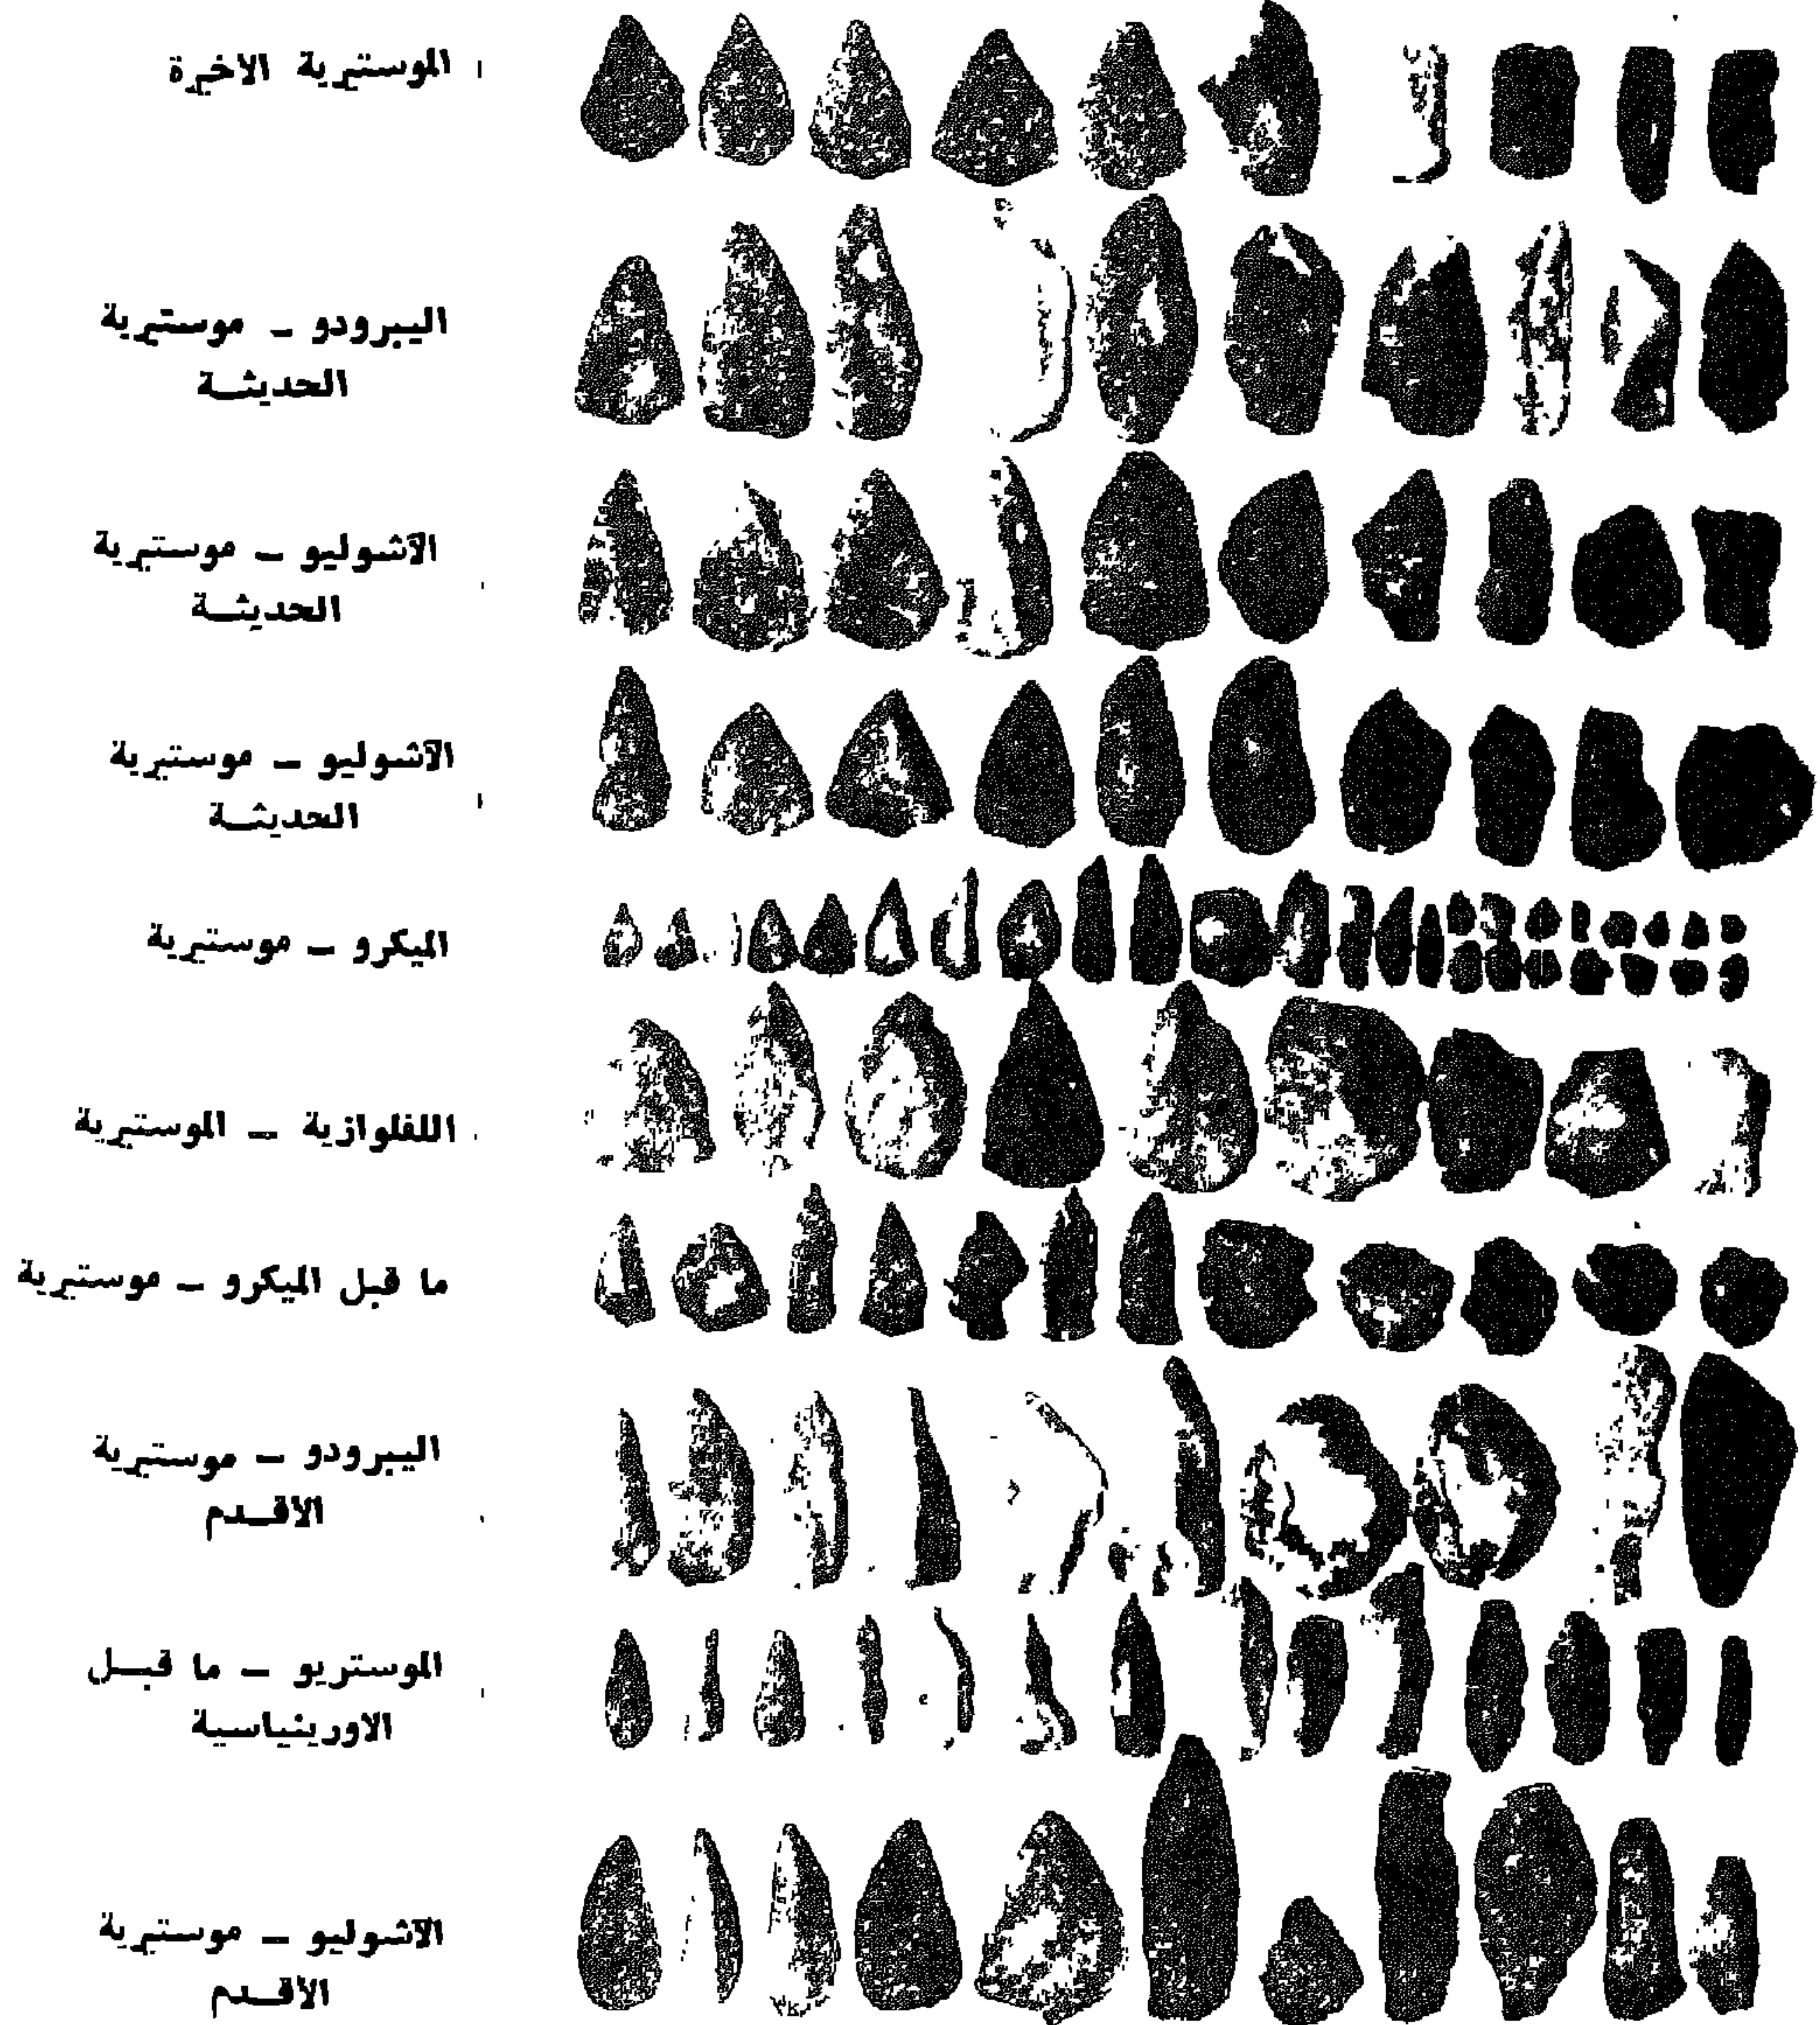 الموستيرية الاخيرة
اليبرودو - موستيرية
الحديثة
الآشوليو - موستيرية
الحديثة
الآشوليو - موستيرية
الحديثة
الميكرو - موستيرية
اللفلوازية - الموستيرية
ما قبل الميكرو - موستيرية
اليبرودو - موستيرية
الاقدم
الموستريو - ما قبل
الاورينياسية
الآشوليو - موستيرية
الأقدم